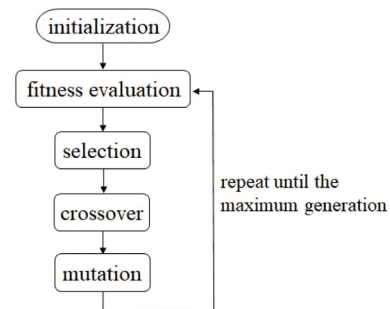 initialization
fitness evaluation
selection
crossover
mutation
repeat until the
maximum generation